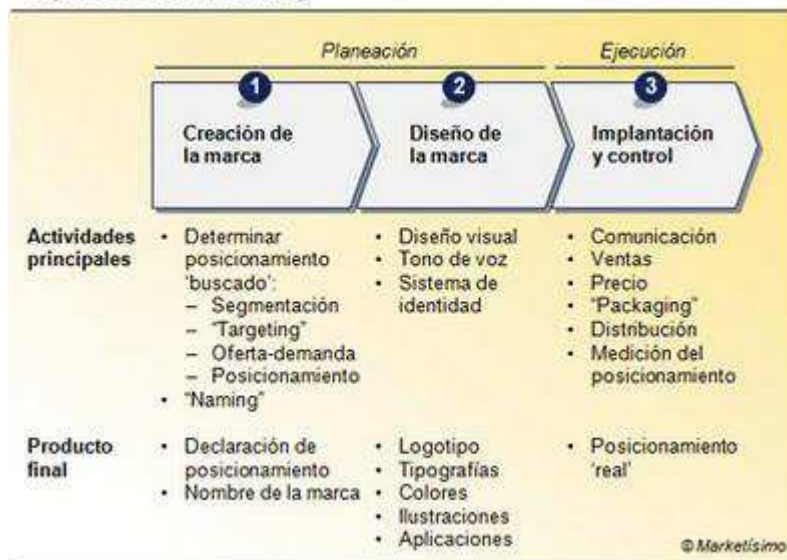 Planeación
Ejecución
1
2
3
Creación de
la marca
Diseño de
la marca
Implantación
y control
Actividades
principales
• Determinar
posicionamiento
'buscado':
– Segmentación
– "Targeting"
– Oferta-demanda
– Posicionamiento
• "Naming"
• Diseño visual
• Tono de voz
• Sistema de
identidad
• Comunicación
• Ventas
• Precio
• "Packaging"
• Distribución
• Medición del
posicionamiento
Producto
final
• Declaración de
posicionamiento
• Nombre de la marca
• Logotipo
• Tipografías
• Colores
• Ilustraciones
• Aplicaciones
• Posicionamiento
'real'
© Marketísimo